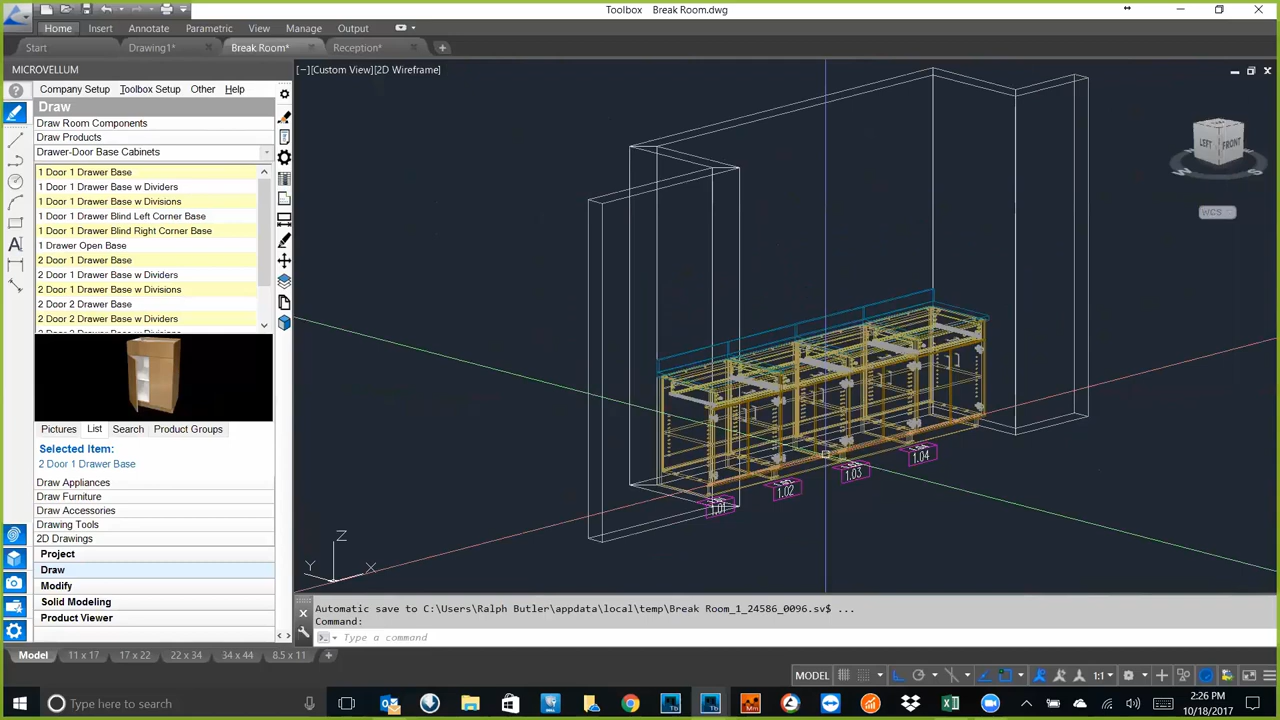 Toolbox Break Room.dwg
Home Insert Annotate Parametric View Manage Output
Start Drawing1* Break Room* Reception*
MICROVELLUM
[−][Custom View][2D Wireframe]
Company Setup Toolbox Setup Other Help
Draw
Draw Room Components
Draw Products
Drawer-Door Base Cabinets
1 Door 1 Drawer Base
1 Door 1 Drawer Base w Dividers
1 Door 1 Drawer Base w Divisions
1 Door 1 Drawer Blind Left Corner Base
1 Door 1 Drawer Blind Right Corner Base
1 Drawer Open Base
2 Door 1 Drawer Base
2 Door 1 Drawer Base w Dividers
2 Door 1 Drawer Base w Divisions
2 Door 2 Drawer Base
2 Door 2 Drawer Base w Dividers
2 Door 2 Drawer Base w Divisions
Pictures List Search Product Groups
Selected Item:
2 Door 1 Drawer Base
Draw Appliances
Draw Furniture
Draw Accessories
Drawing Tools
2D Drawings
Project
Draw
Modify
Solid Modeling
Product Viewer
LEFT FRONT
W S
WCS
1.01
1.02
1.03
1.04
Z
Y X
Automatic save to C:\Users\Ralph Butler\appdata\local\temp\Break Room_1_24586_0096.sv$ ...
Command:
Type a command
Model 11 x 17 17 x 22 22 x 34 34 x 44 8.5 x 11
MODEL 1:1
Type here to search
2:26 PM
10/18/2017